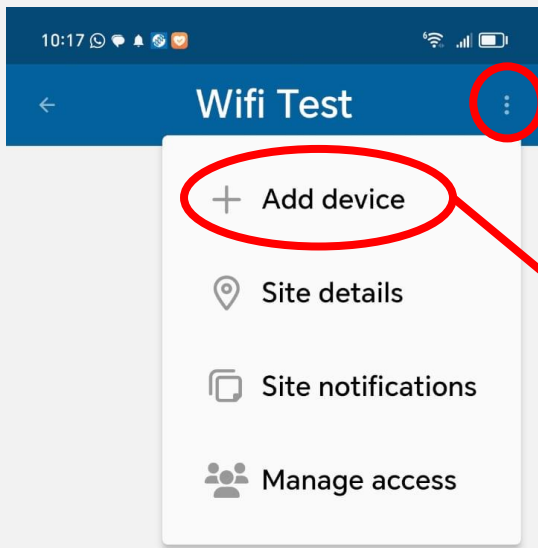 10:17
Wifi Test
Add device
Site details
Site notifications
Manage access